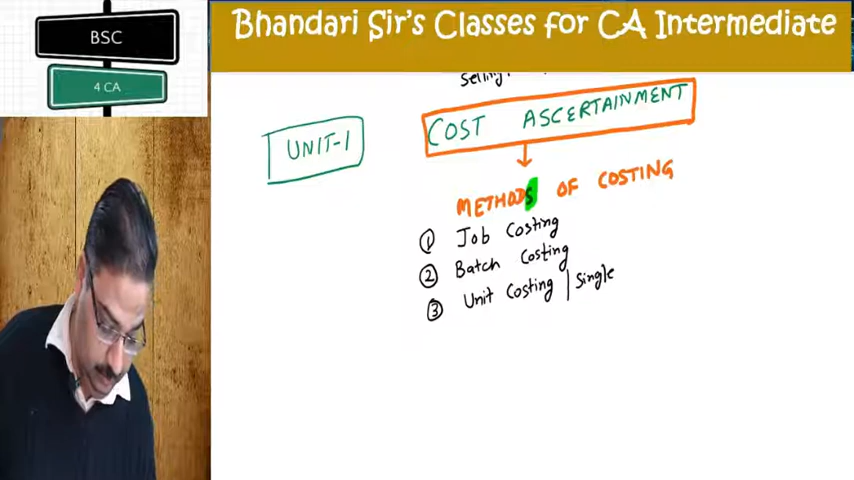 BSC
4 CA
Bhandari Sir's Classes for CA Intermediate
Selling
COST ASCERTAINMENT
UNIT-1
METHODS OF COSTING
① Job Costing
② Batch Costing
③ Unit Costing | Single